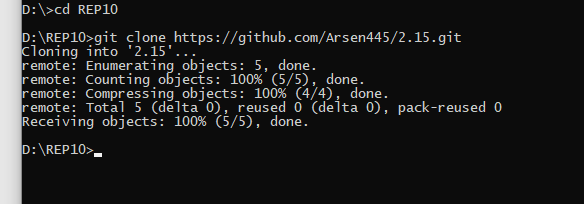 D:\>cd REP10
D:\REP10>git clone https://github.com/Arsen445/2.15.git
Cloning into '2.15'...
remote: Enumerating objects: 5, done.
remote: Counting objects: 100% (5/5), done.
remote: Compressing objects: 100% (4/4), done.
remote: Total 5 (delta 0), reused 0 (delta 0), pack-reused 0
Receiving objects: 100% (5/5), done.
D:\REP10>